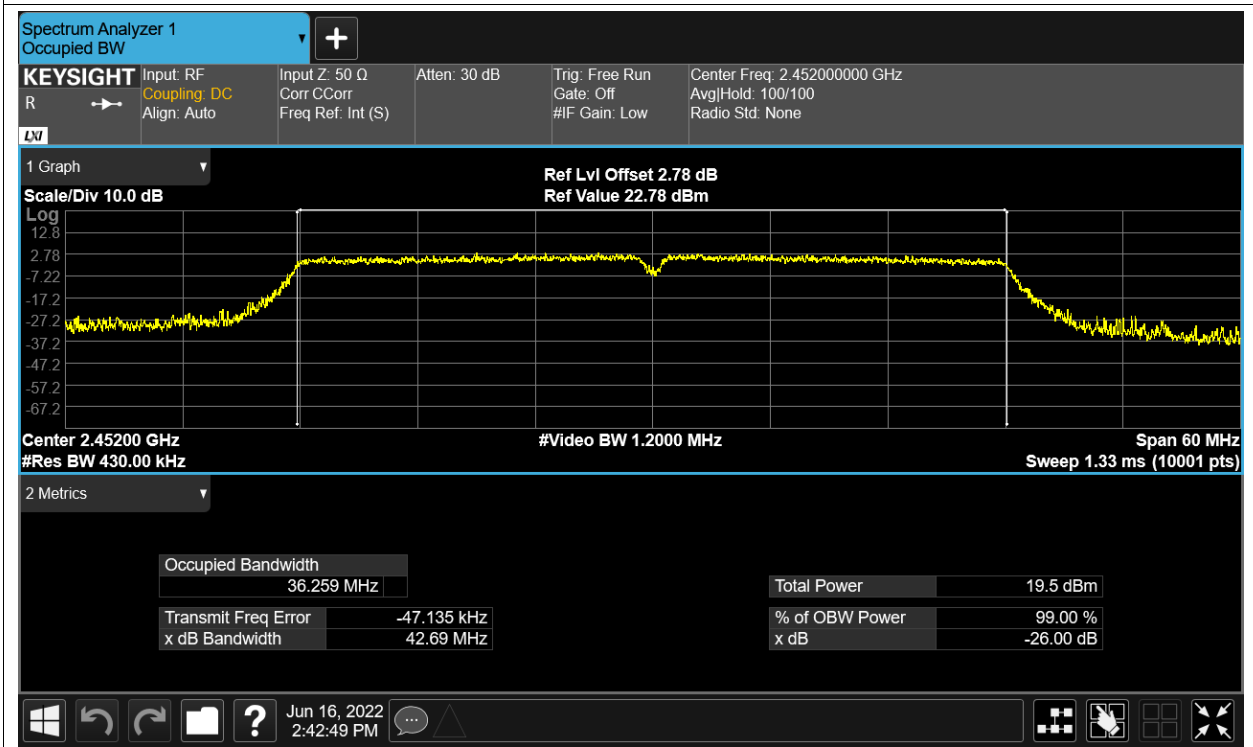 Spectrum Analyzer 1
Occupied BW
KEYSIGHT
R
LXI
Input: RF
Coupling: DC
Align: Auto
Input Z: 50 Ω
Corr CCorr
Freq Ref: Int (S)
Atten: 30 dB
Trig: Free Run
Gate: Off
#IF Gain: Low
Center Freq: 2.452000000 GHz
Avg|Hold: 100/100
Radio Std: None
1 Graph
Scale/Div 10.0 dB
Ref Lvl Offset 2.78 dB
Ref Value 22.78 dBm
Log
12.8
2.78
-7.22
-17.2
-27.2
-37.2
-47.2
-57.2
-67.2
Center 2.45200 GHz
#Res BW 430.00 kHz
#Video BW 1.2000 MHz
Span 60 MHz
Sweep 1.33 ms (10001 pts)
2 Metrics
Occupied Bandwidth
36.259 MHz
Transmit Freq Error -47.135 kHz
x dB Bandwidth 42.69 MHz
Total Power 19.5 dBm
% of OBW Power 99.00 %
x dB -26.00 dB
?
Jun 16, 2022
2:42:49 PM